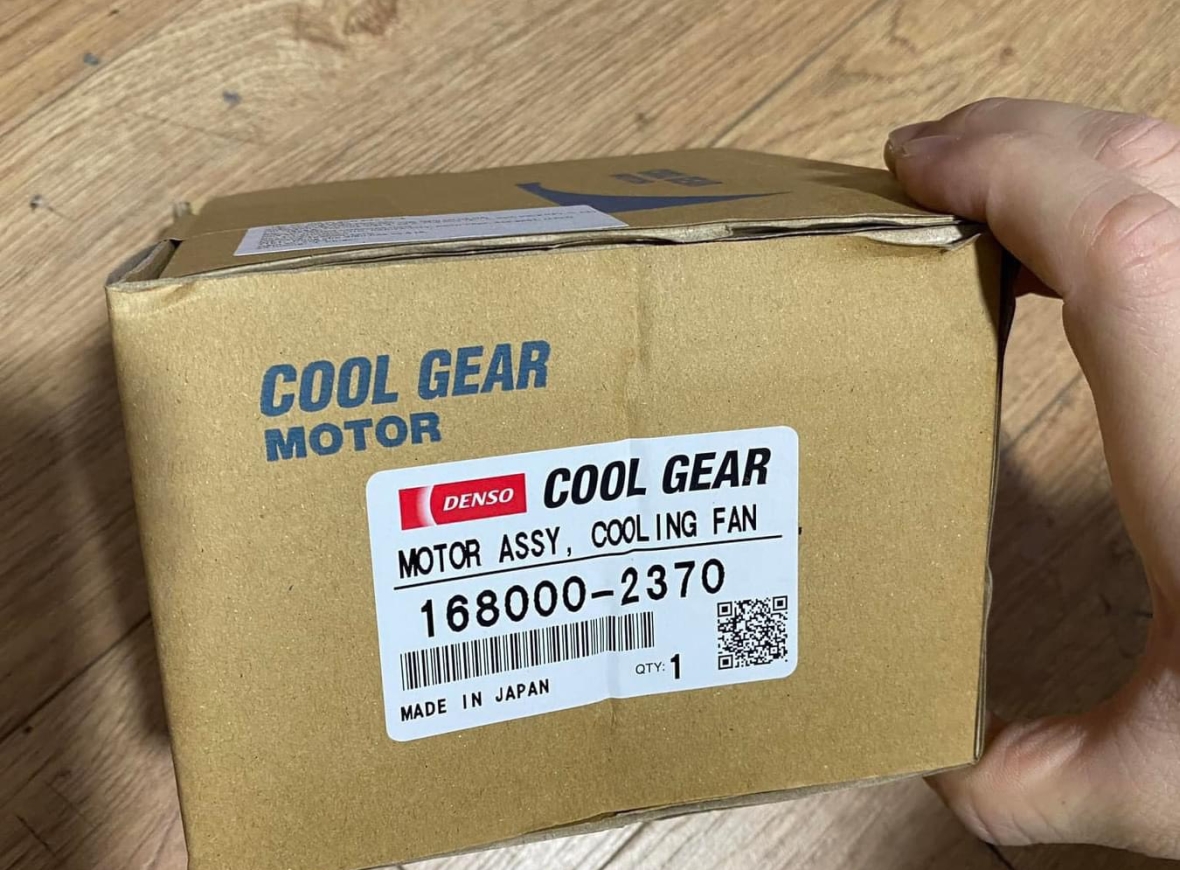 COOL GEAR
MOTOR
DENSO COOL GEAR
MOTOR ASSY, COOLING FAN
168000-2370
QTY: 1
MADE IN JAPAN